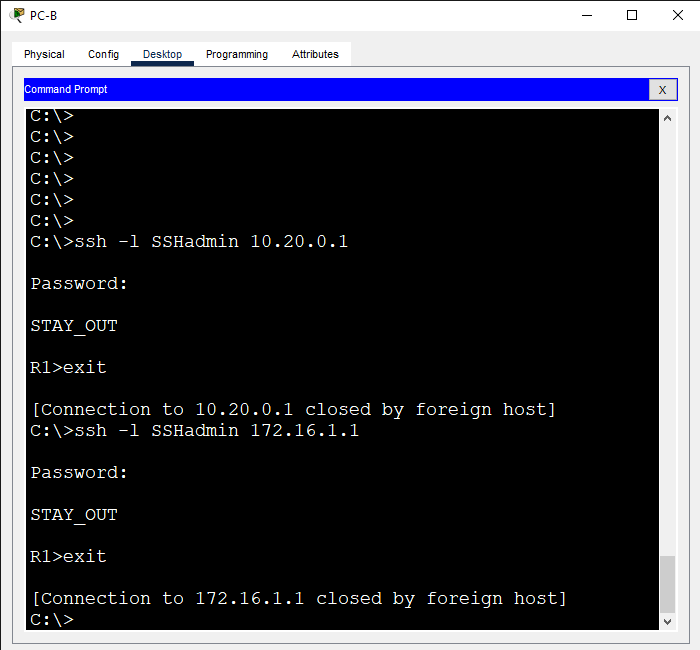 PC-B
Physical Config Desktop Programming Attributes
Command Prompt X
C:\>
C:\>
C:\>
C:\>
C:\>
C:\>
C:\>ssh -l SSHadmin 10.20.0.1
Password:
STAY_OUT
R1>exit
[Connection to 10.20.0.1 closed by foreign host]
C:\>ssh -l SSHadmin 172.16.1.1
Password:
STAY_OUT
R1>exit
[Connection to 172.16.1.1 closed by foreign host]
C:\>